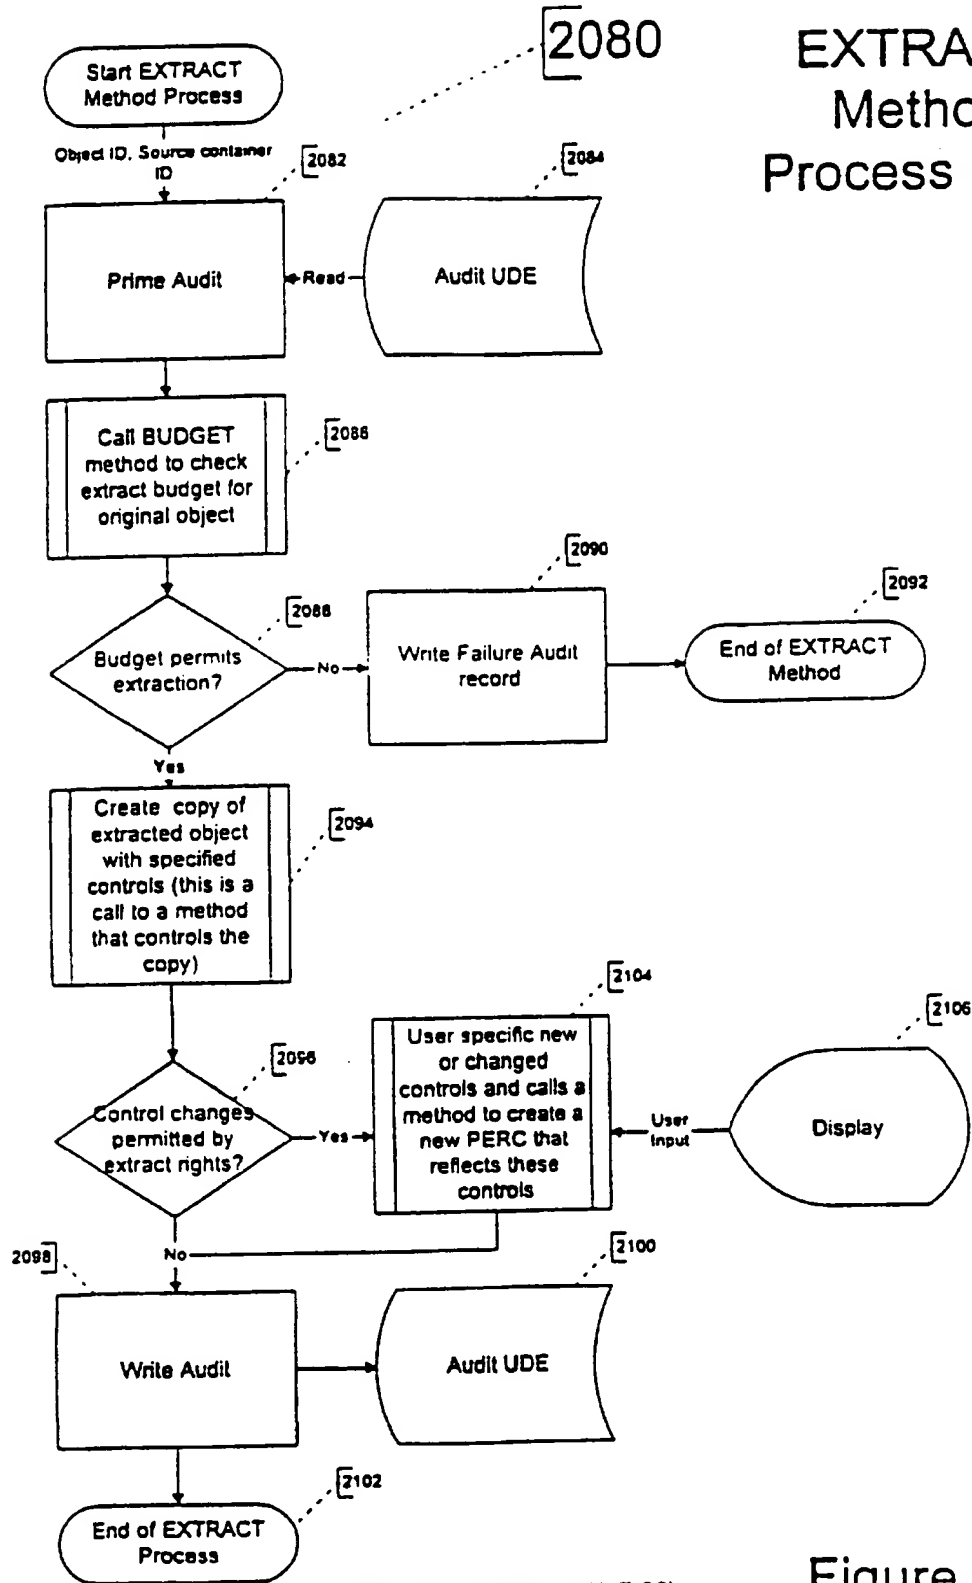 2080
EXTRA
Metho
Process
Start EXTRACT
Method Process
Object ID, Source container
ID
2082
2084
Prime Audit
Read
Audit UDE
Call BUDGET
method to check
extract budget for
original object
2086
2088
Budget permits
extraction?
No
2090
Write Failure Audit
record
2092
End of EXTRACT
Method
Yes
Create copy of
extracted object
with specified
controls (this is a
call to a method
that controls the
copy)
2094
2096
Control changes
permitted by
extract rights?
Yes
2104
User specific new
or changed
controls and calls a
method to create a
new PERC that
reflects these
controls
User
Input
2106
Display
No
2098
Write Audit
2100
Audit UDE
2102
End of EXTRACT
Process
Figure